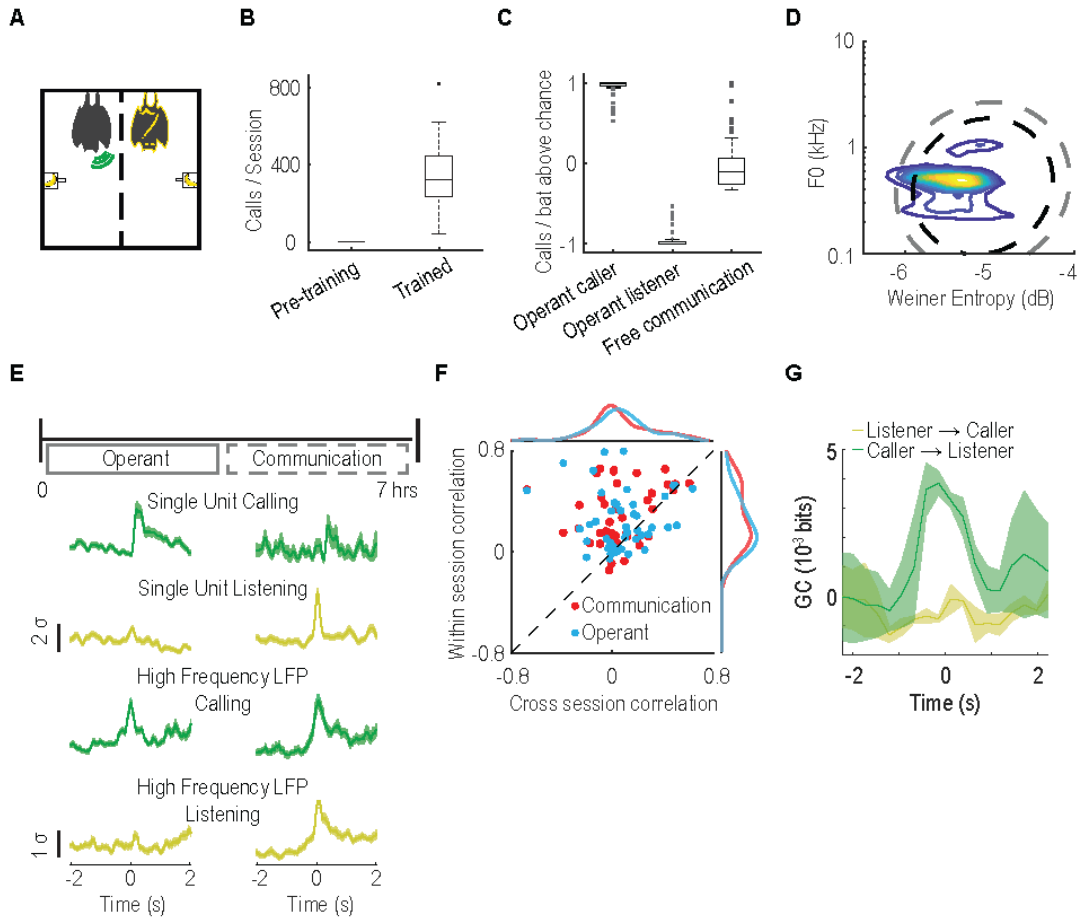 A
B
C
D
800
400
0
Calls / Session
Pre-training
Trained
1
0
-1
Calls / bat above chance
Operant caller
Operant listener
Free communication
10
1
0.1
F0 (kHz)
-6
-5
-4
Weiner Entropy (dB)
E
F
G
Operant
Communication
0
7 hrs
Single Unit Calling
Single Unit Listening
2 σ
High Frequency LFP
Calling
High Frequency LFP
Listening
1 σ
-2 0 2
-2 0 2
Time (s)
Time (s)
0.8
0
-0.8
Within session correlation
Communication
Operant
-0.8
0
0.8
Cross session correlation
Listener → Caller
Caller → Listener
5
0
GC (10⁻³ bits)
-2
0
2
Time (s)